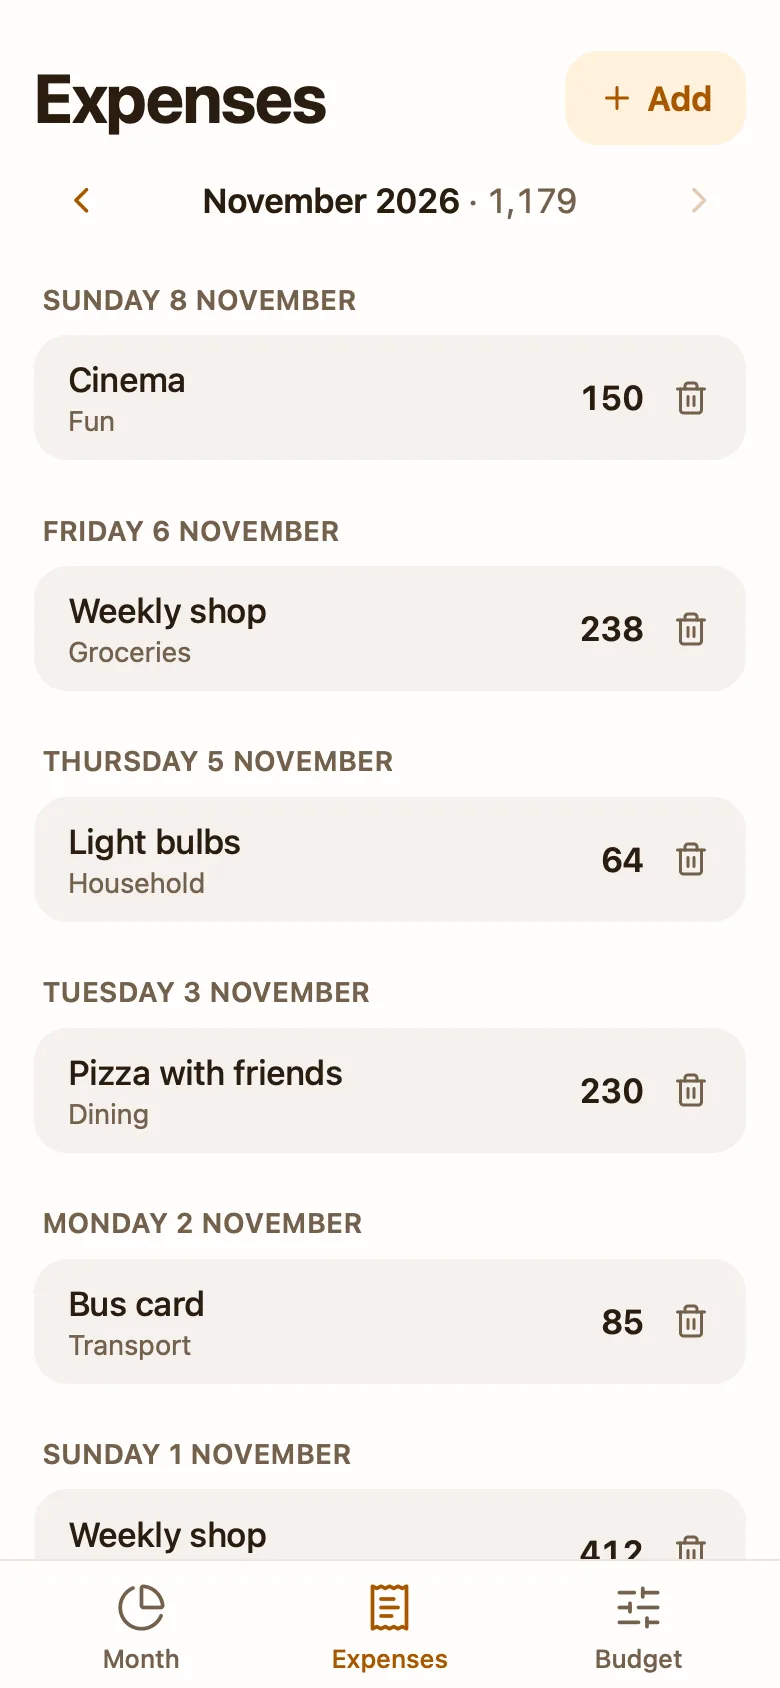 Expenses
+ Add
November 2026 · 1,179
SUNDAY 8 NOVEMBER
Cinema
150
Fun
FRIDAY 6 NOVEMBER
Weekly shop
238
Groceries
THURSDAY 5 NOVEMBER
Light bulbs
64
Household
TUESDAY 3 NOVEMBER
Pizza with friends
230
Dining
MONDAY 2 NOVEMBER
Bus card
85
Transport
SUNDAY 1 NOVEMBER
Weekly shop
412
Month
Expenses
Budget